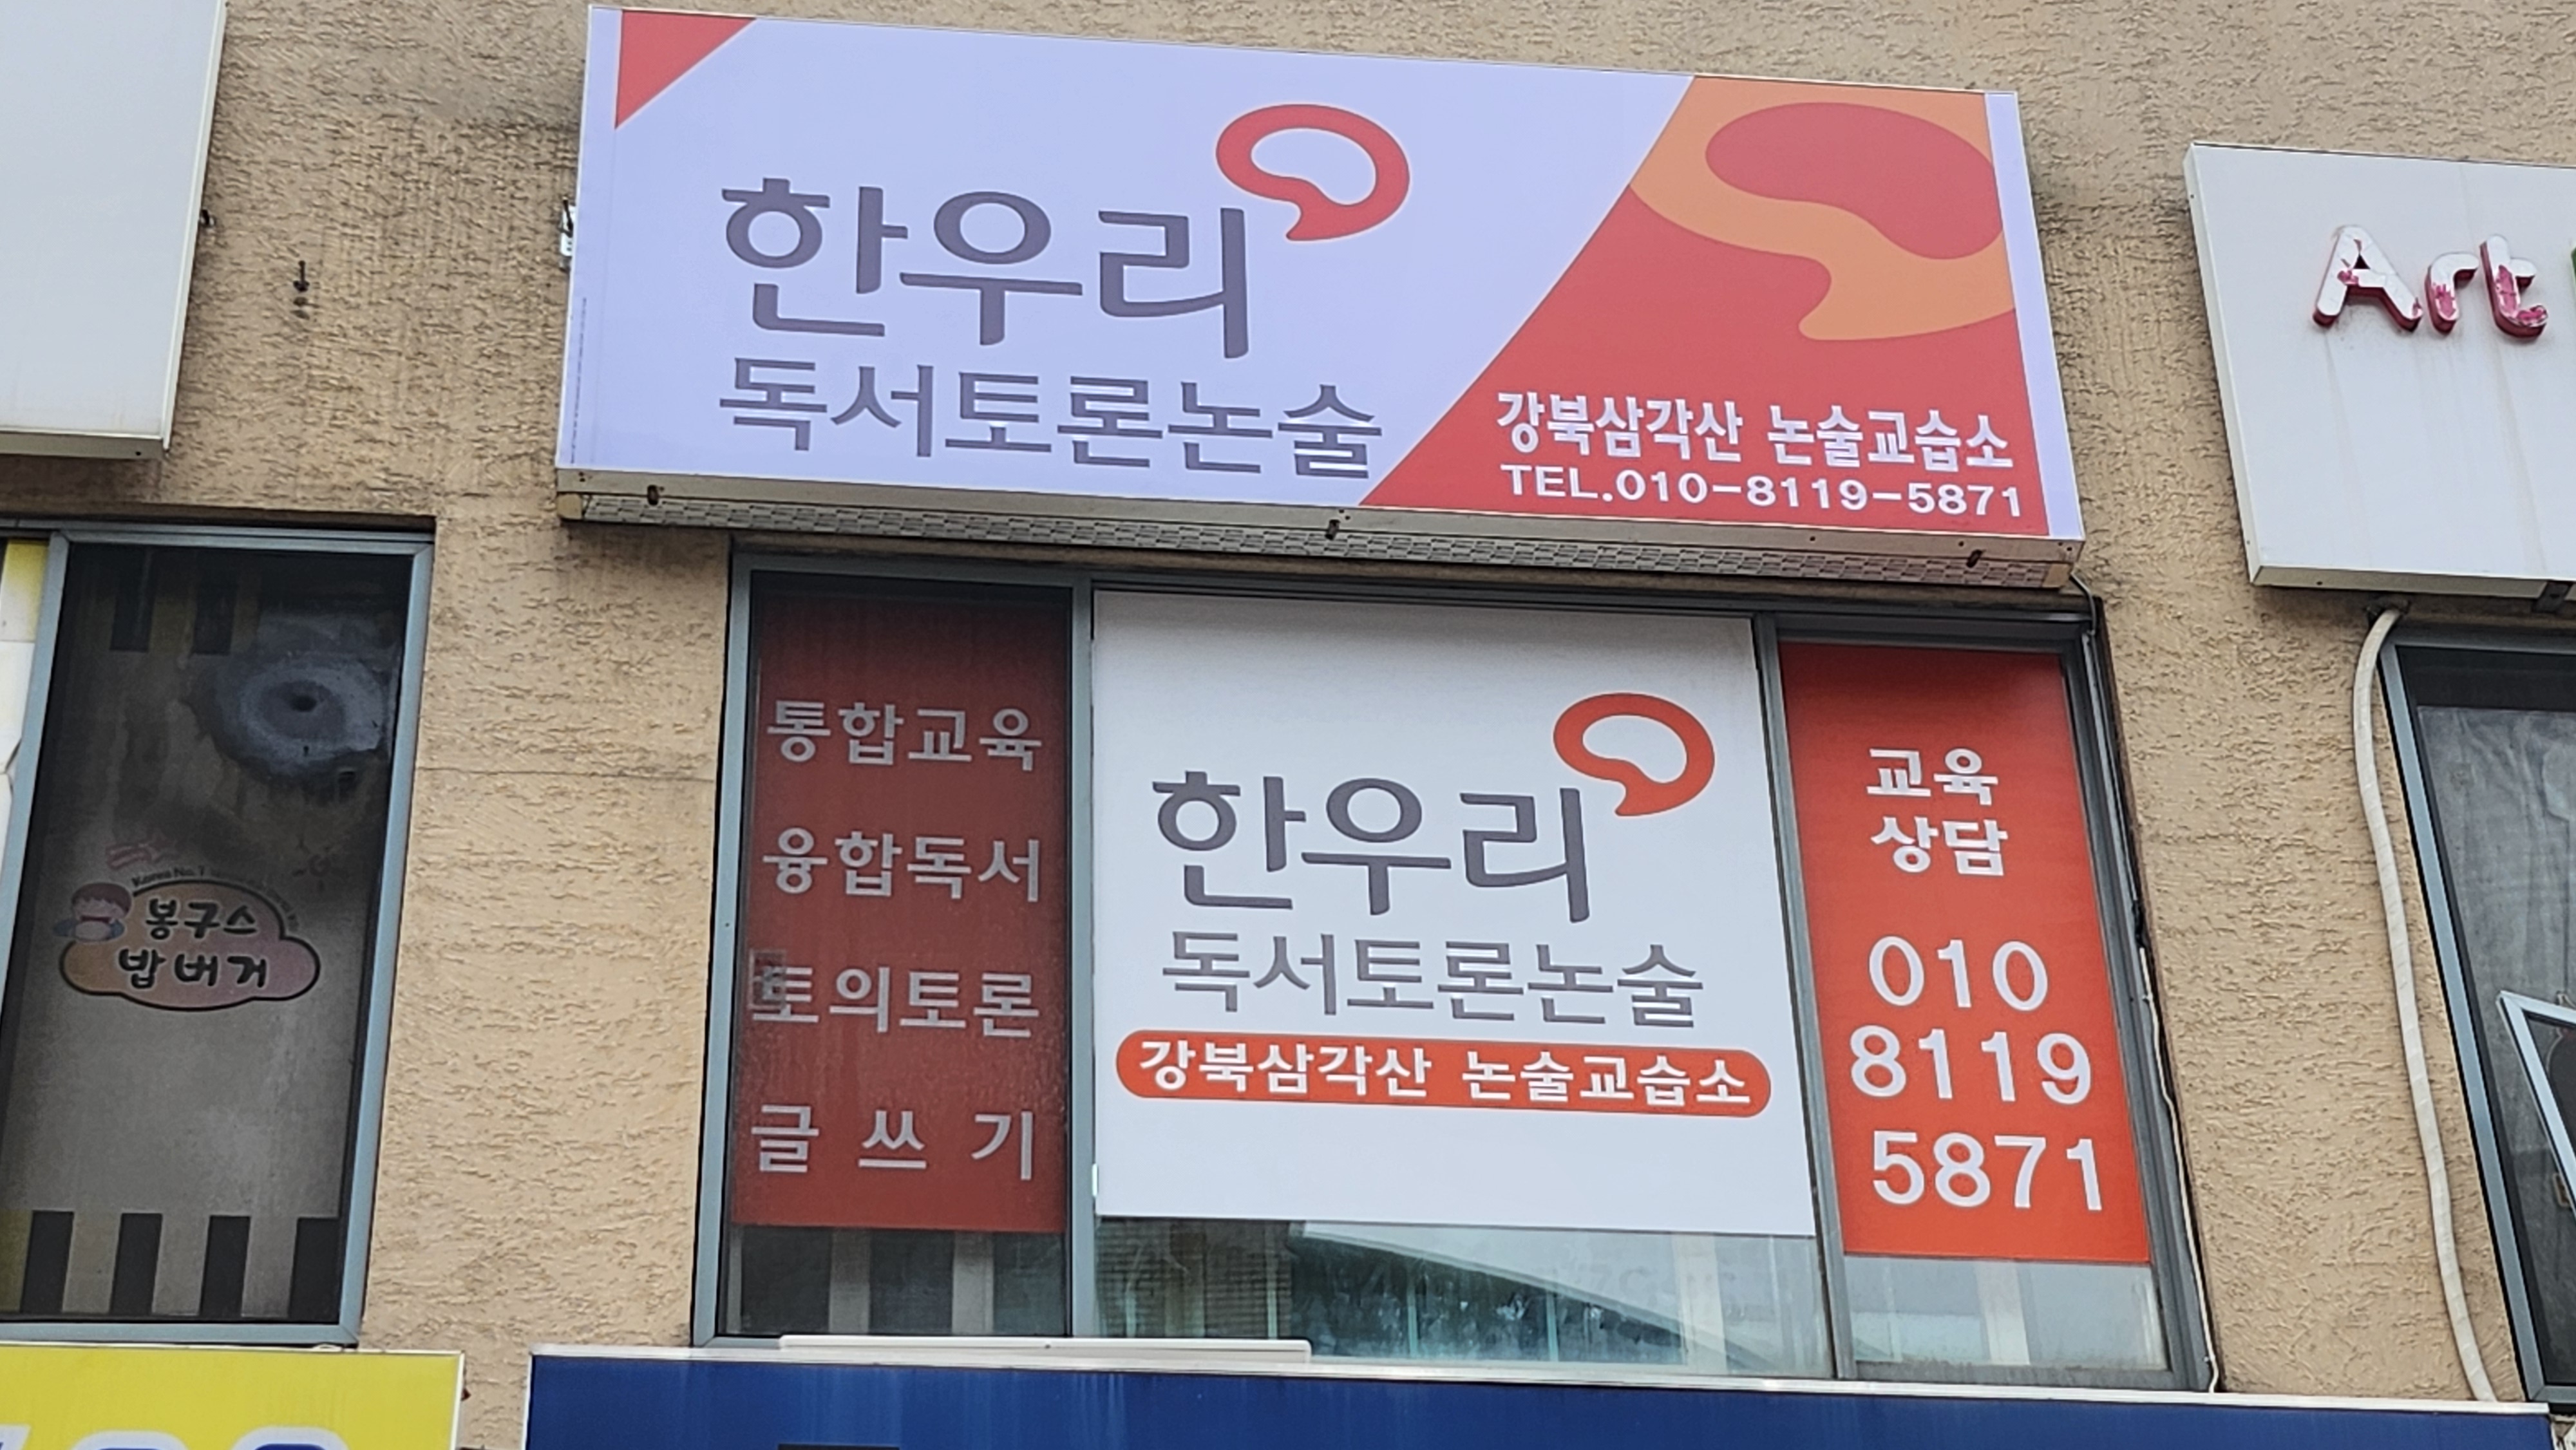 한우리
독서토론논술
강북삼각산 논술교습소
TEL.010-8119-5871
Art
통합교육
융합독서
토의토론
글 쓰 기
한우리
독서토론논술
강북삼각산 논술교습소
교육
상담
010
8119
5871
Korea No.1
봉구스
밥버거